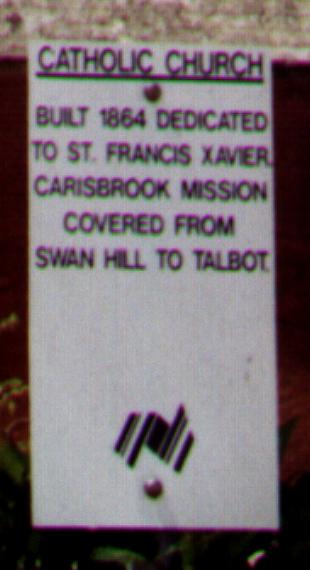 CATHOLIC CHURCH
BUILT 1864 DEDICATED
TO ST. FRANCIS XAVIER.
CARISBROOK MISSION
COVERED FROM
SWAN HILL TO TALBOT.